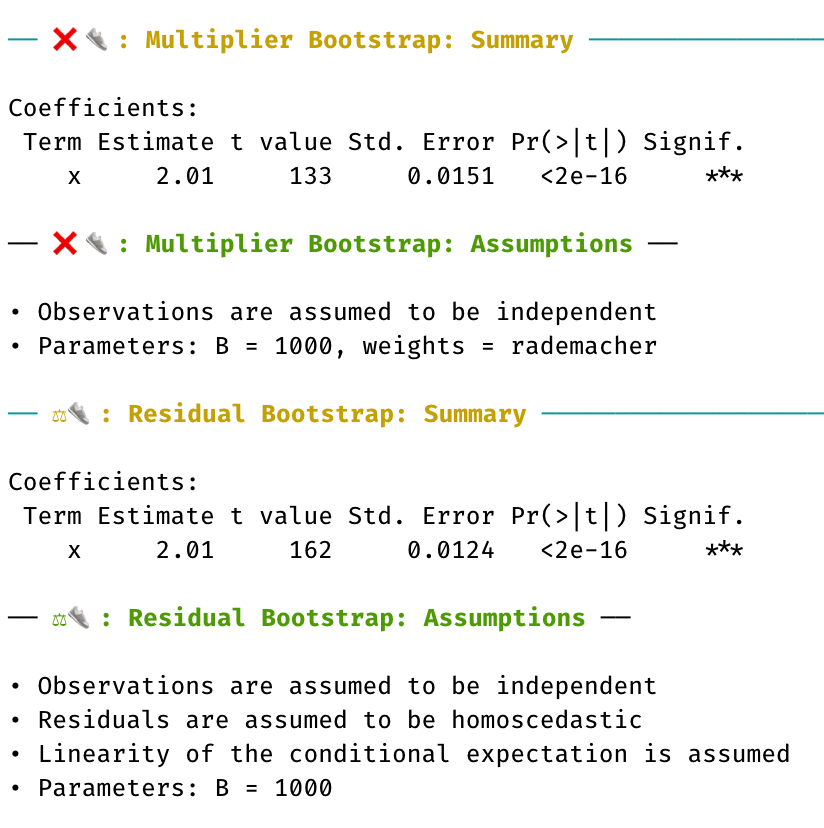 ── ❌👟: Multiplier Bootstrap: Summary ────────────────
Coefficients:
Term Estimate t value Std. Error Pr(>|t|) Signif.
x 2.01 133 0.0151 <2e-16 ***
── ❌👟: Multiplier Bootstrap: Assumptions ──
• Observations are assumed to be independent
• Parameters: B = 1000, weights = rademacher
── ⚖👟: Residual Bootstrap: Summary ───────────────────
Coefficients:
Term Estimate t value Std. Error Pr(>|t|) Signif.
x 2.01 162 0.0124 <2e-16 ***
── ⚖👟: Residual Bootstrap: Assumptions ──
• Observations are assumed to be independent
• Residuals are assumed to be homoscedastic
• Linearity of the conditional expectation is assumed
• Parameters: B = 1000